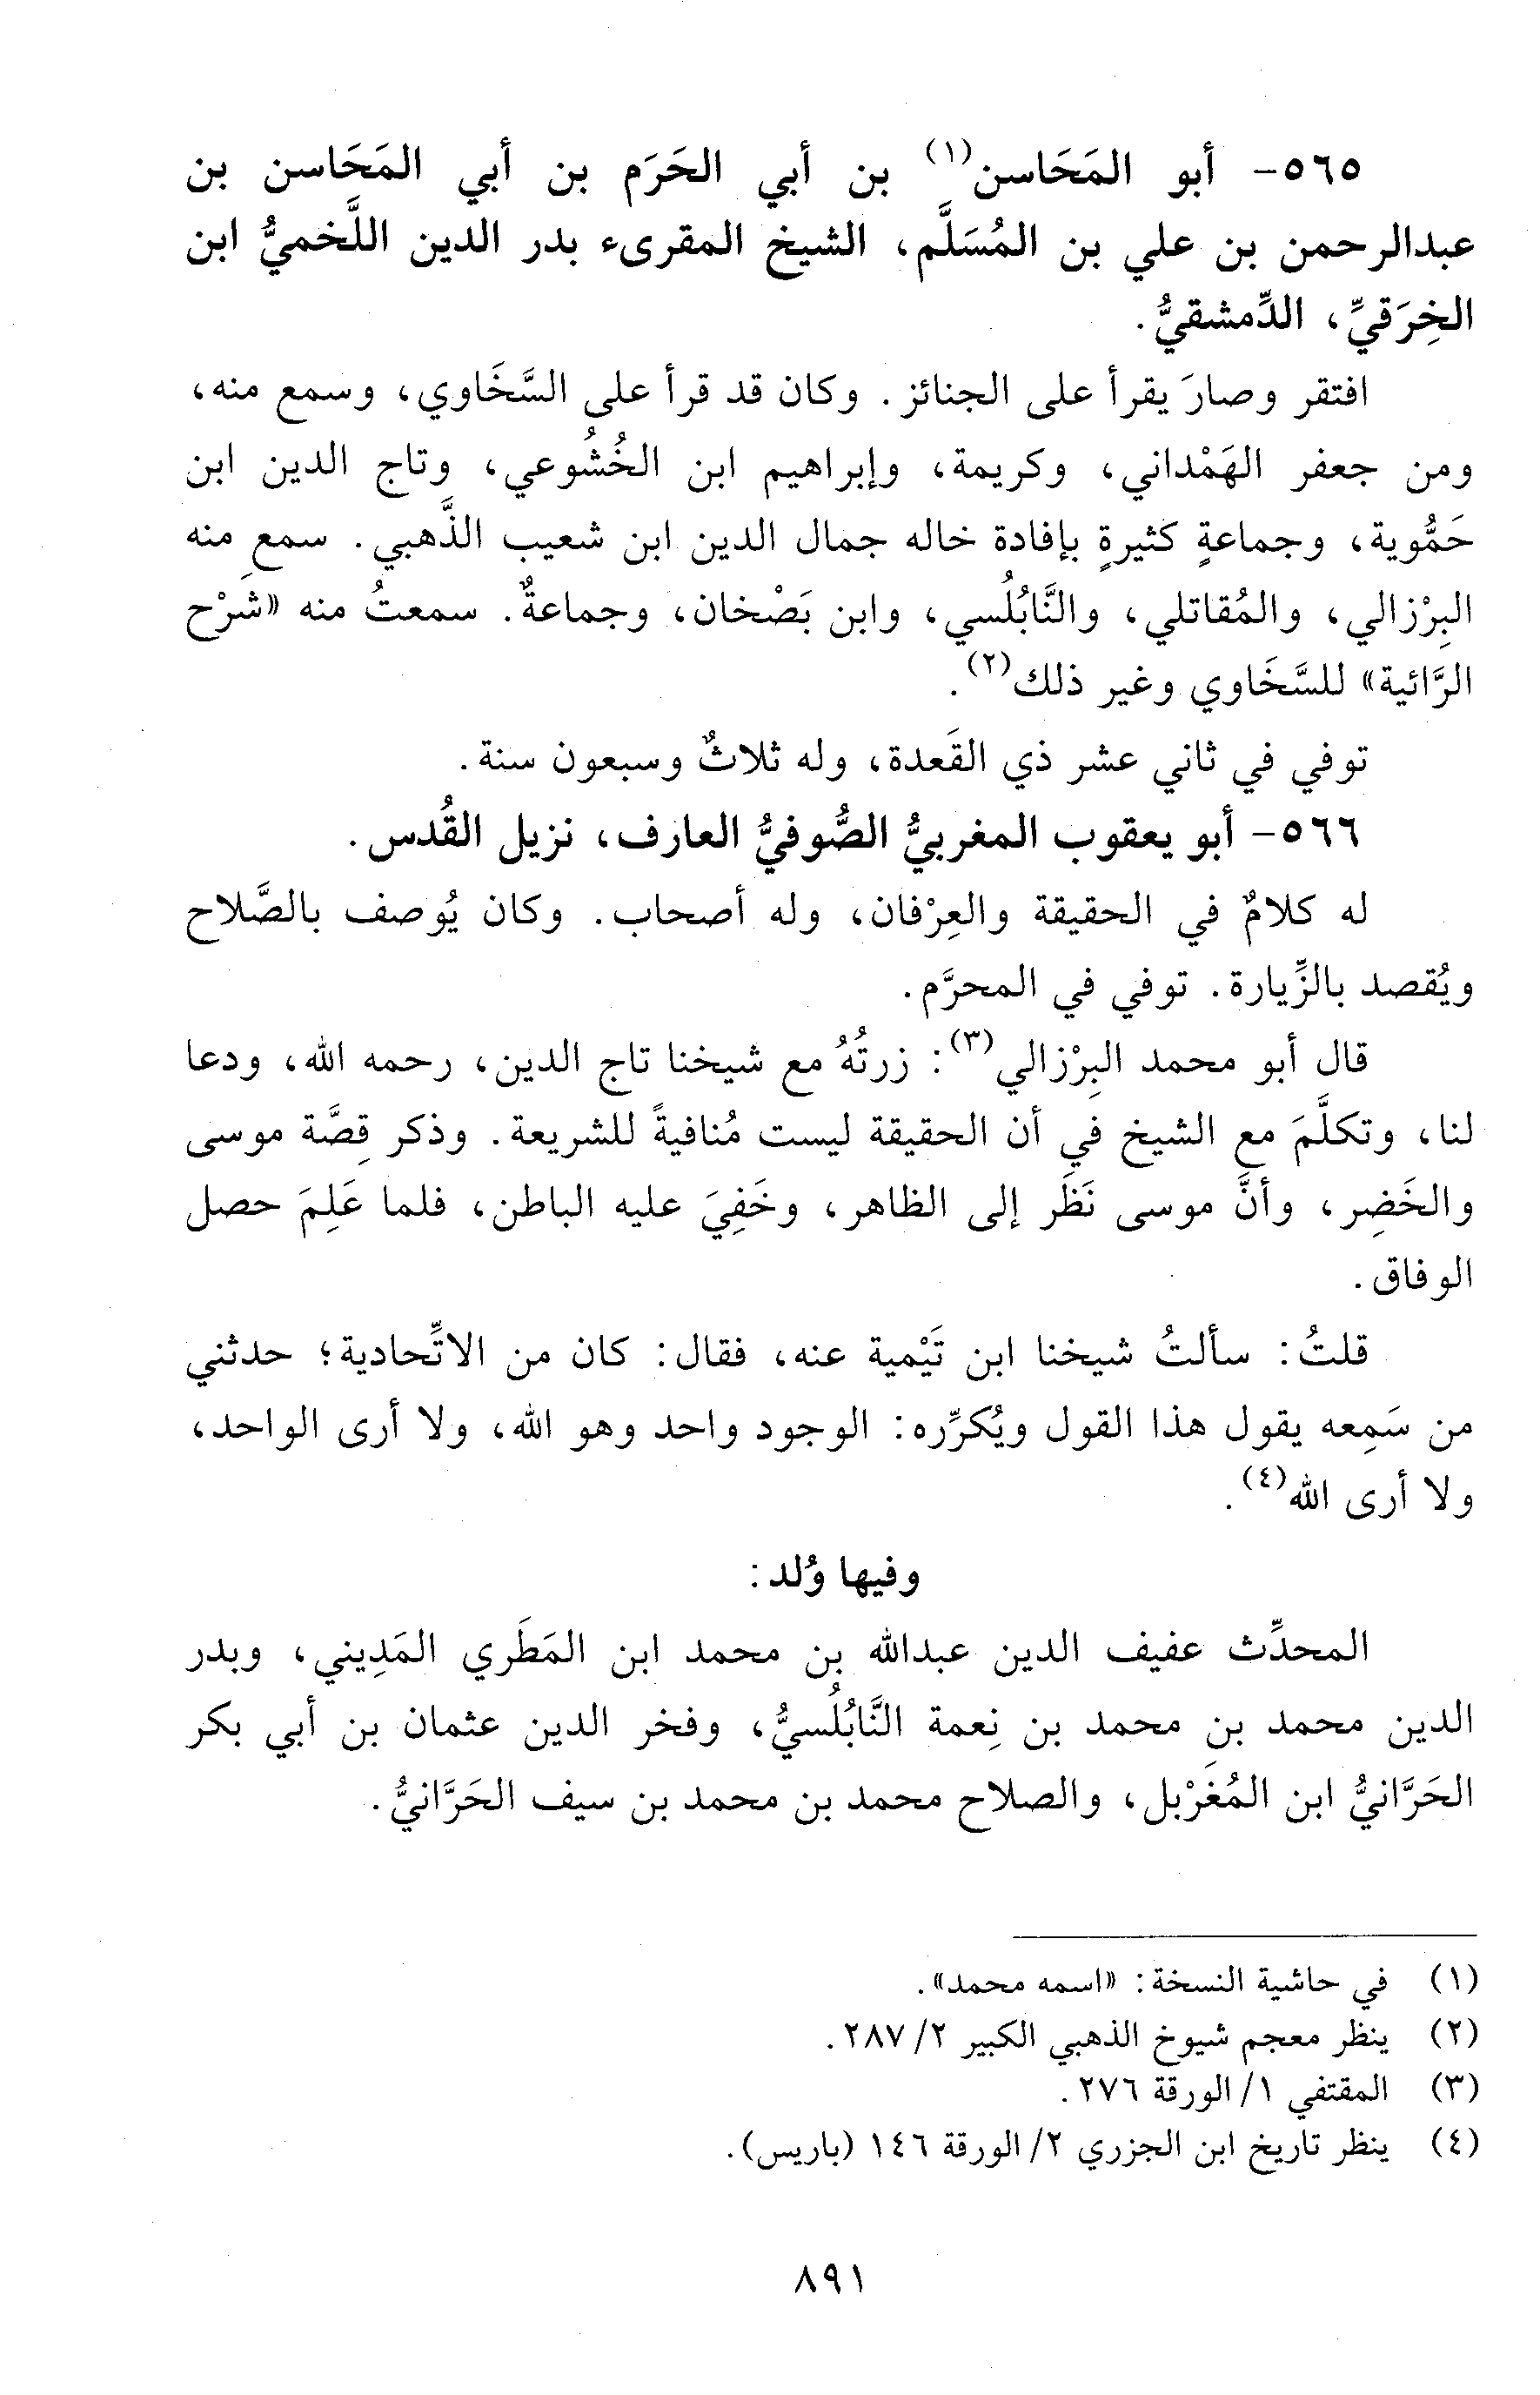 ٥٦٥- أبو المَحَاسن(١) بن أبي الحَرَم بن أبي المَحَاسن بن
عبدالرحمن بن علي بن المُسَلَّم، الشيخ المقرىء بدر الدين اللَّخميُّ ابن
الخِرَقيِّ، الدِّمشقيُّ.
افتقر وصارَ يقرأ على الجنائز. وكان قد قرأ على السَّخَاوي، وسمع منه،
ومن جعفر الهَمْداني، وكريمة، وإبراهيم ابن الخُشُوعي، وتاج الدين ابن
حَمُّوية، وجماعةٍ كثيرةٍ بإفادة خاله جمال الدين ابن شعيب الذَّهبي. سمع منه
البِرْزالي، والمُقاتلي، والنَّابُلُسي، وابن بَصْخان، وجماعةٌ. سمعتُ منه «شَرْح
الرَّائية» للسَّخَاوي وغير ذلك(٢).
توفي في ثاني عشر ذي القَعدة، وله ثلاثٌ وسبعون سنة.
٥٦٦- أبو يعقوب المغربيُّ الصُّوفيُّ العارف، نزيل القُدس.
له كلامٌ في الحقيقة والعِرْفان، وله أصحاب. وكان يُوصف بالصَّلاح
ويُقصد بالزِّيارة. توفي في المحرَّم.
قال أبو محمد البِرْزالي(٣): زرتُهُ مع شيخنا تاج الدين، رحمه الله، ودعا
لنا، وتكلَّمَ مع الشيخ في أن الحقيقة ليست مُنافيةً للشريعة. وذكر قِصَّة موسى
والخَضِر، وأنَّ موسى نَظَر إلى الظاهر، وخَفِيَ عليه الباطن، فلما عَلِمَ حصل
الوفاق.
قلتُ: سألتُ شيخنا ابن تَيْمية عنه، فقال: كان من الاتِّحادية؛ حدثني
من سَمِعه يقول هذا القول ويُكرِّره: الوجود واحد وهو الله، ولا أرى الواحد،
ولا أرى الله(٤).
وفيها وُلد:
المحدِّث عفيف الدين عبدالله بن محمد ابن المَطَري المَدِيني، وبدر
الدين محمد بن محمد بن نِعمة النَّابُلُسيُّ، وفخر الدين عثمان بن أبي بكر
الحَرَّانيُّ ابن المُغَرْبل، والصلاح محمد بن محمد بن سيف الحَرَّانيُّ.
(١) في حاشية النسخة: «اسمه محمد».
(٢) ينظر معجم شيوخ الذهبي الكبير ٢/ ٢٨٧.
(٣) المقتفي ١/ الورقة ٢٧٦.
(٤) ينظر تاريخ ابن الجزري ٢/ الورقة ١٤٦ (باريس).
٨٩١